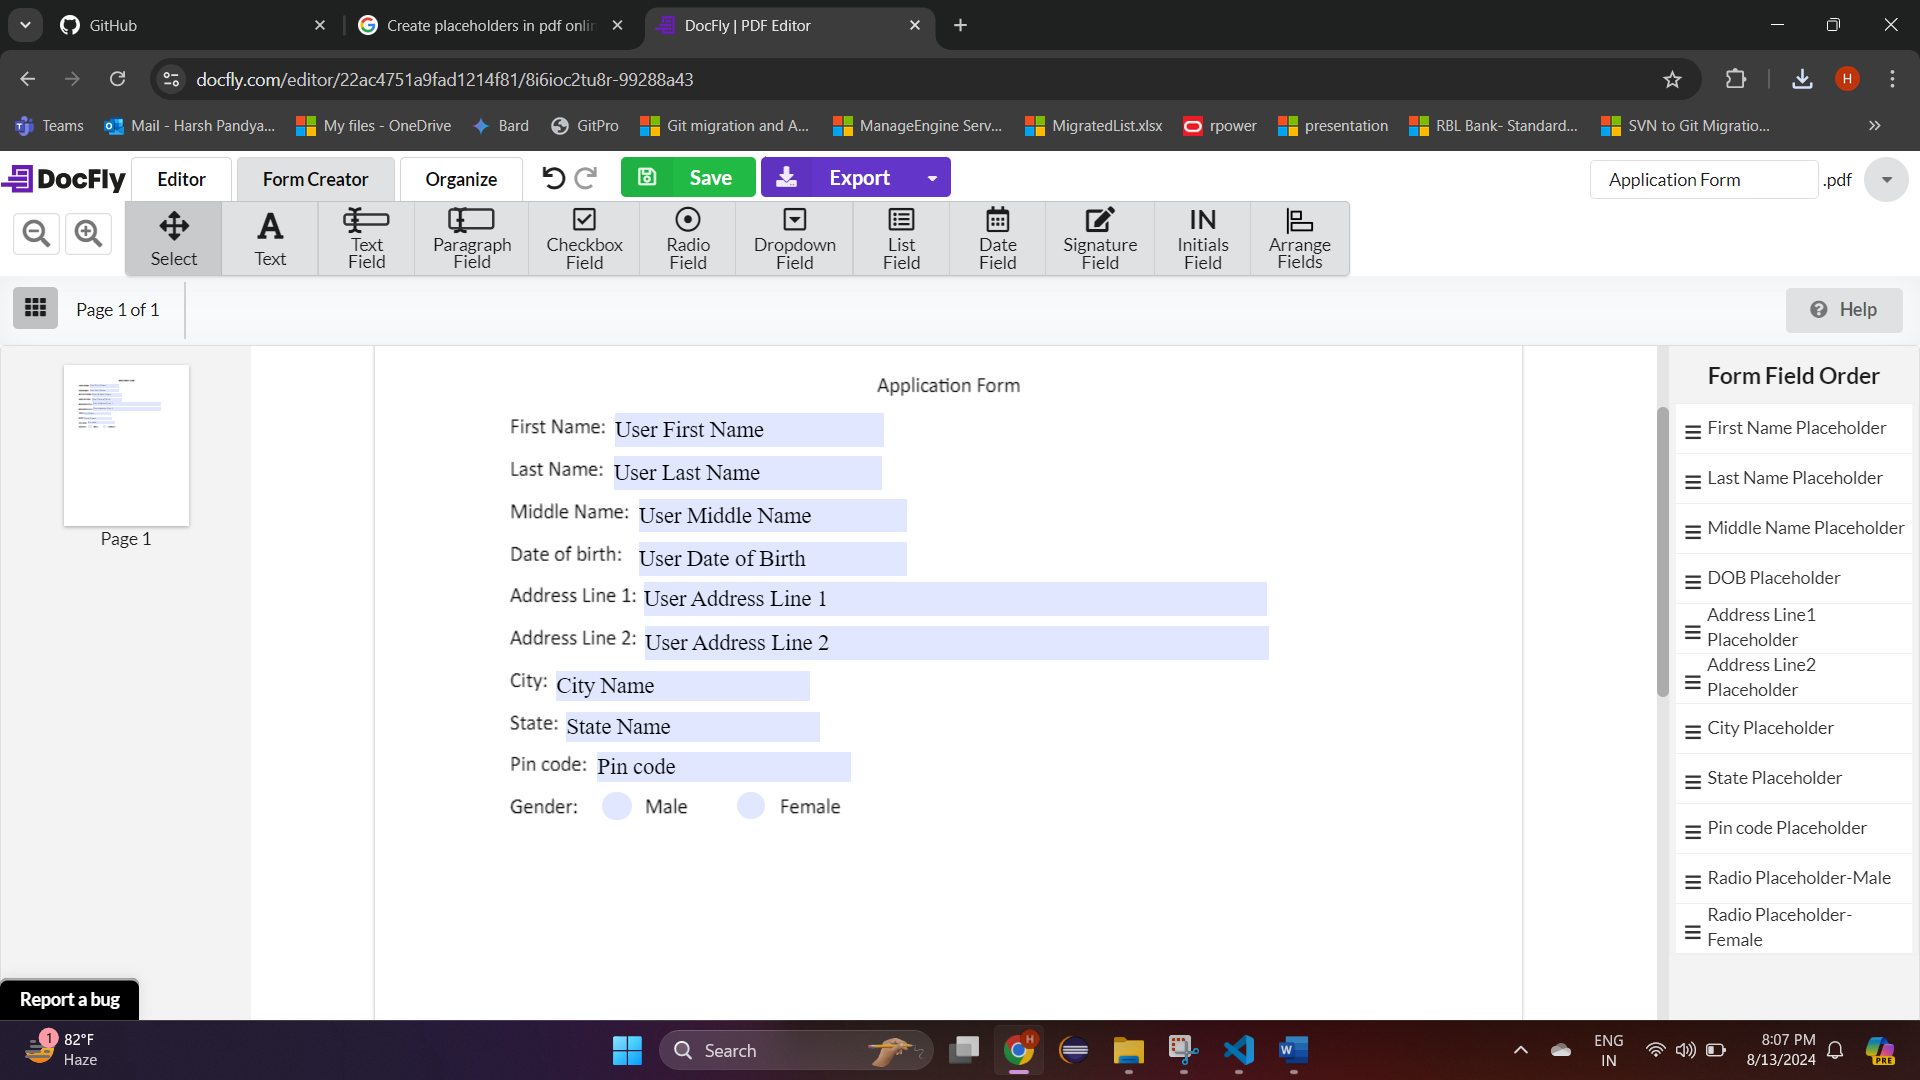 GitHub
Create placeholders in pdf onlin
DocFly | PDF Editor
docfly.com/editor/22ac4751a9fad1214f81/8i6ioc2tu8r-99288a43
H
Teams
Mail - Harsh Pandya...
My files - OneDrive
Bard
GitPro
Git migration and A...
ManageEngine Serv...
MigratedList.xlsx
rpower
presentation
RBL Bank- Standard...
SVN to Git Migratio...
DocFly
Editor
Form Creator
Organize
Save
Export
Application Form
.pdf
Select
A
Text
Text
Field
Paragraph
Field
Checkbox
Field
Radio
Field
Dropdown
Field
List
Field
Date
Field
Signature
Field
IN
Initials
Field
Arrange
Fields
Page 1 of 1
Help
Page 1
Application Form
First Name: User First Name
Last Name: User Last Name
Middle Name: User Middle Name
Date of birth: User Date of Birth
Address Line 1: User Address Line 1
Address Line 2: User Address Line 2
City: City Name
State: State Name
Pin code: Pin code
Gender: Male Female
Form Field Order
First Name Placeholder
Last Name Placeholder
Middle Name Placeholder
DOB Placeholder
Address Line1
Placeholder
Address Line2
Placeholder
City Placeholder
State Placeholder
Pin code Placeholder
Radio Placeholder-Male
Radio Placeholder-
Female
Report a bug
1
82°F
Haze
Search
H
ENG
IN
8:07 PM
8/13/2024
PRE